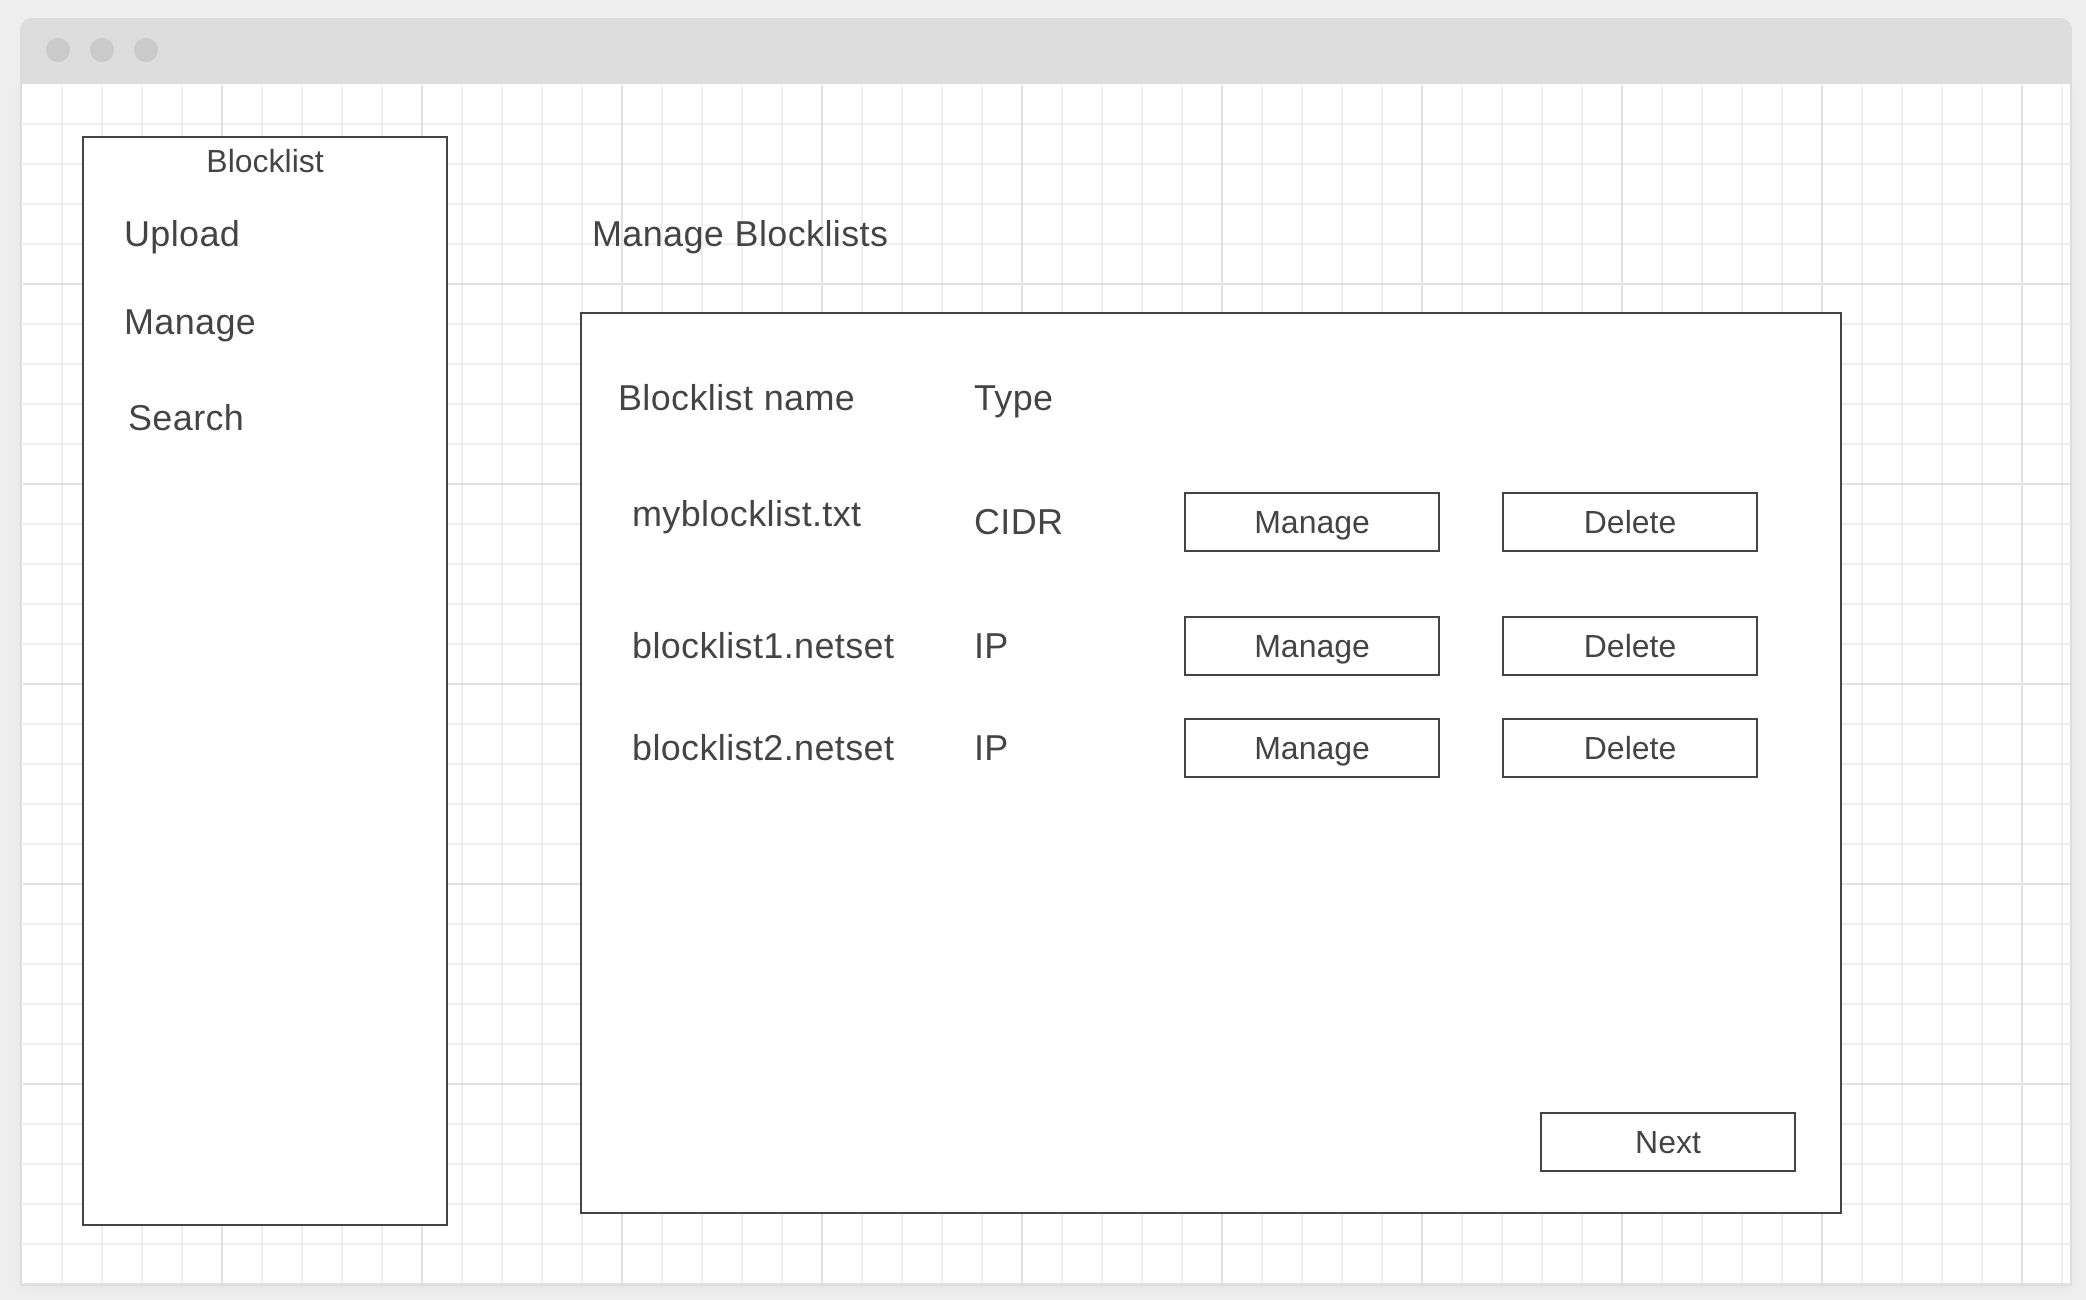 Blocklist
Upload
Manage
Search
Manage Blocklists
Blocklist name Type
myblocklist.txt CIDR Manage Delete
blocklist1.netset IP Manage Delete
blocklist2.netset IP Manage Delete
Next